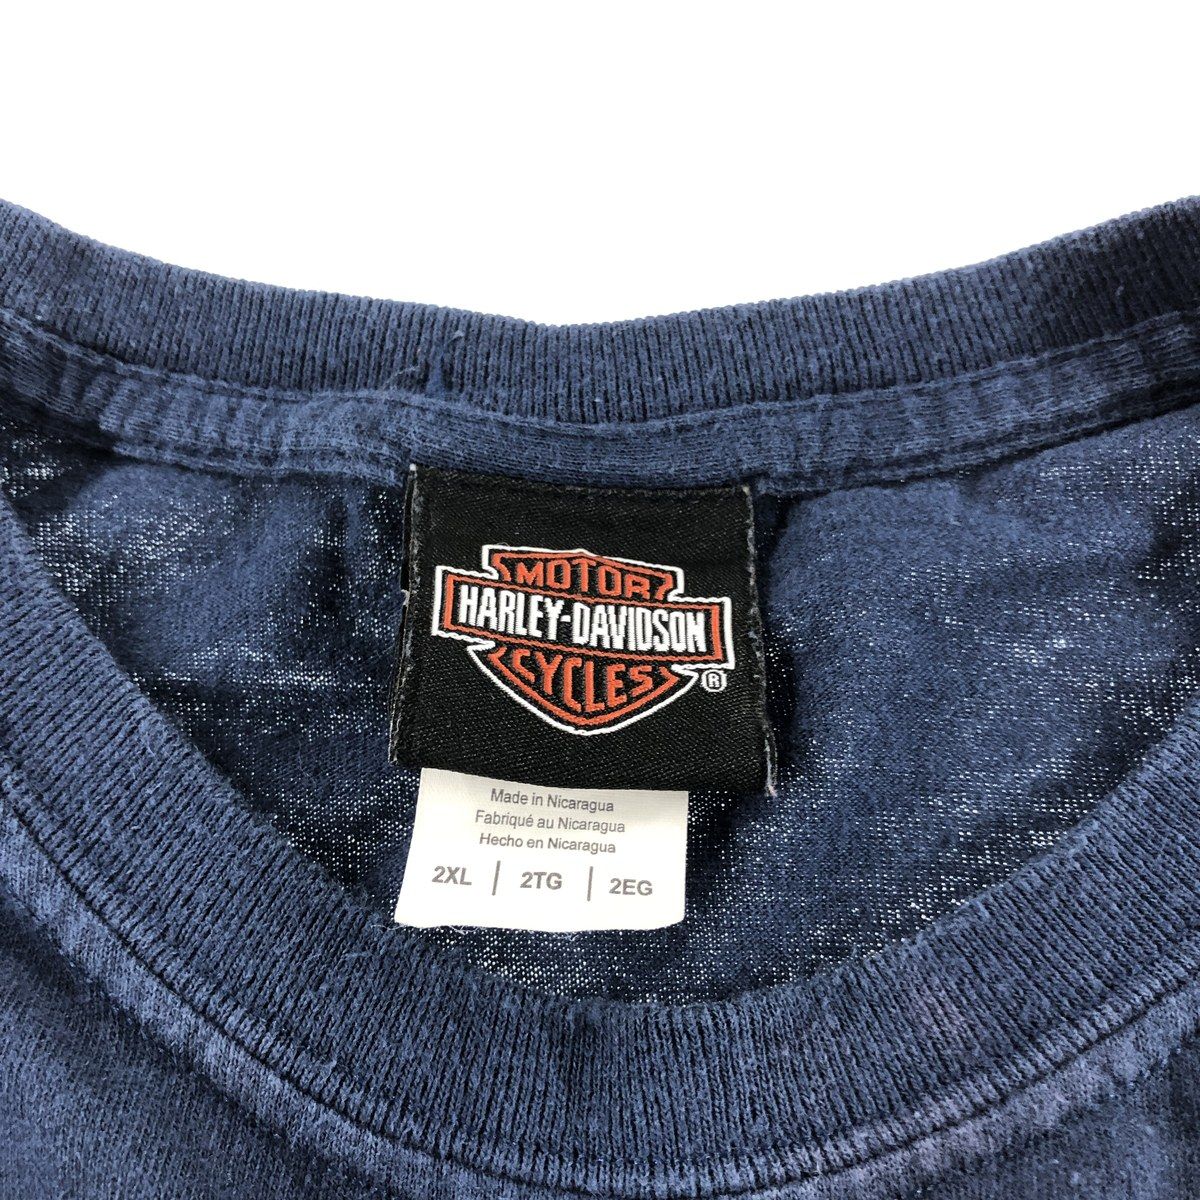 MOTOR
HARLEY-DAVIDSON
CYCLES
®
Made in Nicaragua
Fabriqué au Nicaragua
Hecho en Nicaragua
2XL | 2TG | 2EG